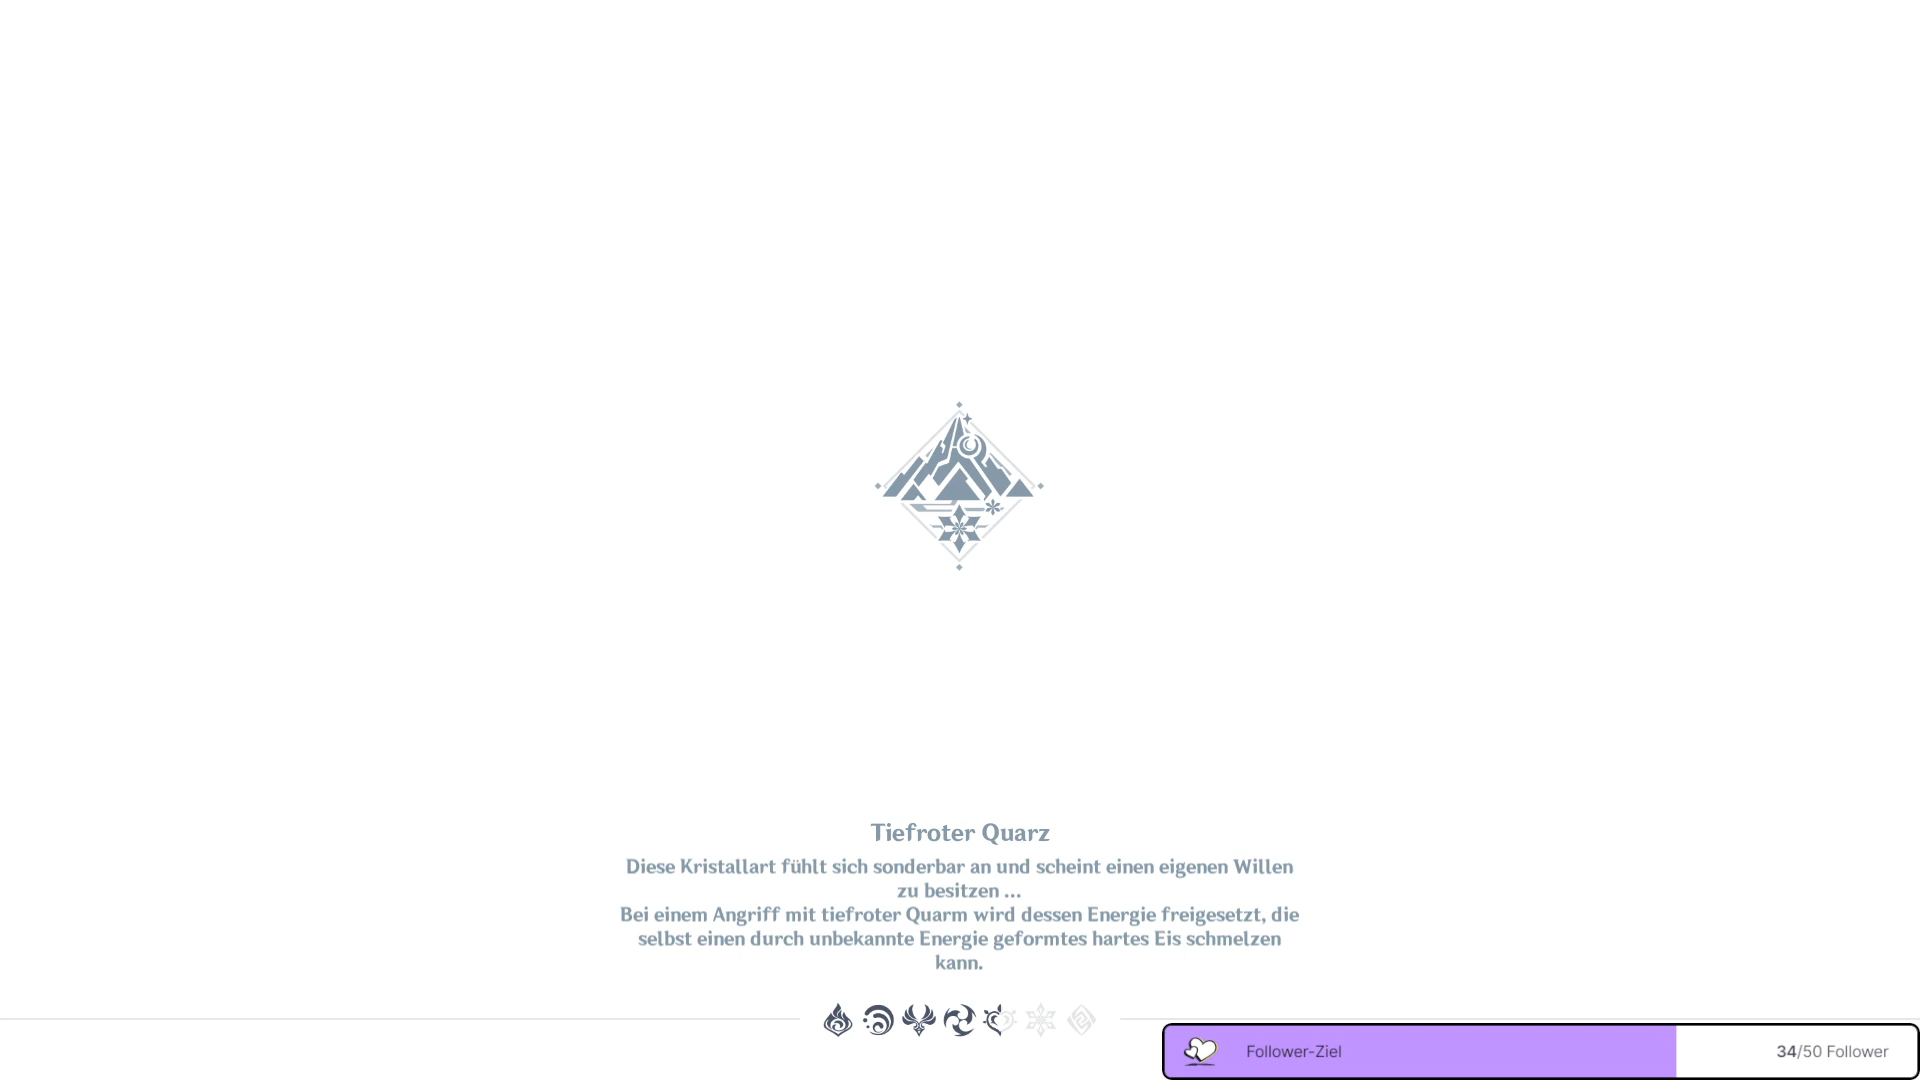 Tiefroter Quarz
Diese Kristallart fühlt sich sonderbar an und scheint einen eigenen Willen
zu besitzen ...
Bei einem Angriff mit tiefroter Quarm wird dessen Energie freigesetzt, die
selbst einen durch unbekannte Energie geformtes hartes Eis schmelzen
kann.
Follower-Ziel
34/50 Follower